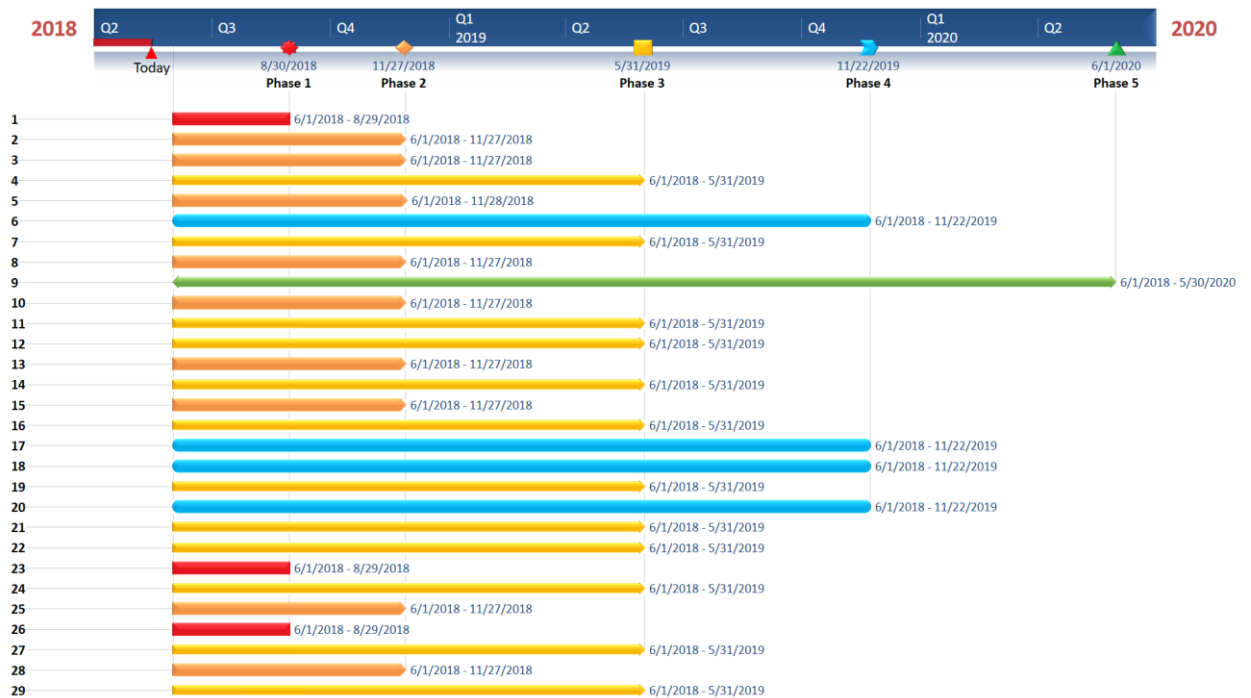 2018
Q2 Q3 Q4 Q1 Q2 Q3 Q4 Q1 Q2
2019 2020
2020
Today 8/30/2018 11/27/2018 5/31/2019 11/22/2019 6/1/2020
Phase 1 Phase 2 Phase 3 Phase 4 Phase 5
1 6/1/2018 - 8/29/2018
2 6/1/2018 - 11/27/2018
3 6/1/2018 - 11/27/2018
4 6/1/2018 - 5/31/2019
5 6/1/2018 - 11/28/2018
6 6/1/2018 - 11/22/2019
7 6/1/2018 - 5/31/2019
8 6/1/2018 - 11/27/2018
9 6/1/2018 - 5/30/2020
10 6/1/2018 - 11/27/2018
11 6/1/2018 - 5/31/2019
12 6/1/2018 - 5/31/2019
13 6/1/2018 - 11/27/2018
14 6/1/2018 - 5/31/2019
15 6/1/2018 - 11/27/2018
16 6/1/2018 - 5/31/2019
17 6/1/2018 - 11/22/2019
18 6/1/2018 - 11/22/2019
19 6/1/2018 - 5/31/2019
20 6/1/2018 - 11/22/2019
21 6/1/2018 - 5/31/2019
22 6/1/2018 - 5/31/2019
23 6/1/2018 - 8/29/2018
24 6/1/2018 - 5/31/2019
25 6/1/2018 - 11/27/2018
26 6/1/2018 - 8/29/2018
27 6/1/2018 - 5/31/2019
28 6/1/2018 - 11/27/2018
29 6/1/2018 - 5/31/2019